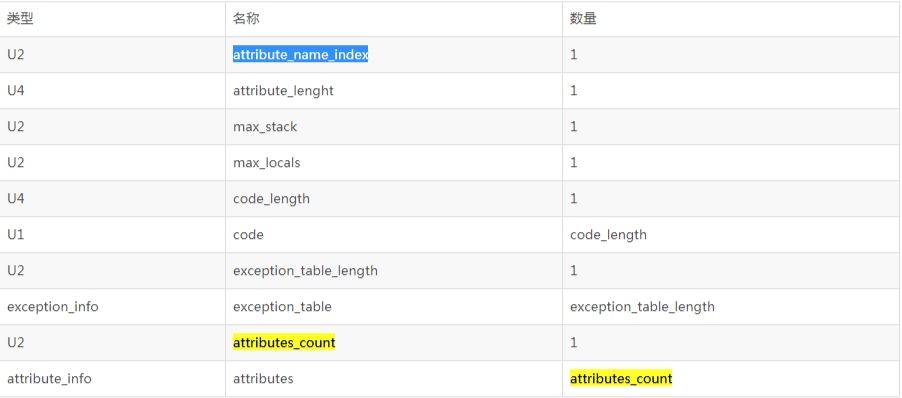 类型 名称 数量
U2 attribute_name_index 1
U4 attribute_lenght 1
U2 max_stack 1
U2 max_locals 1
U4 code_length 1
U1 code code_length
U2 exception_table_length 1
exception_info exception_table exception_table_length
U2 attributes_count 1
attribute_info attributes attributes_count